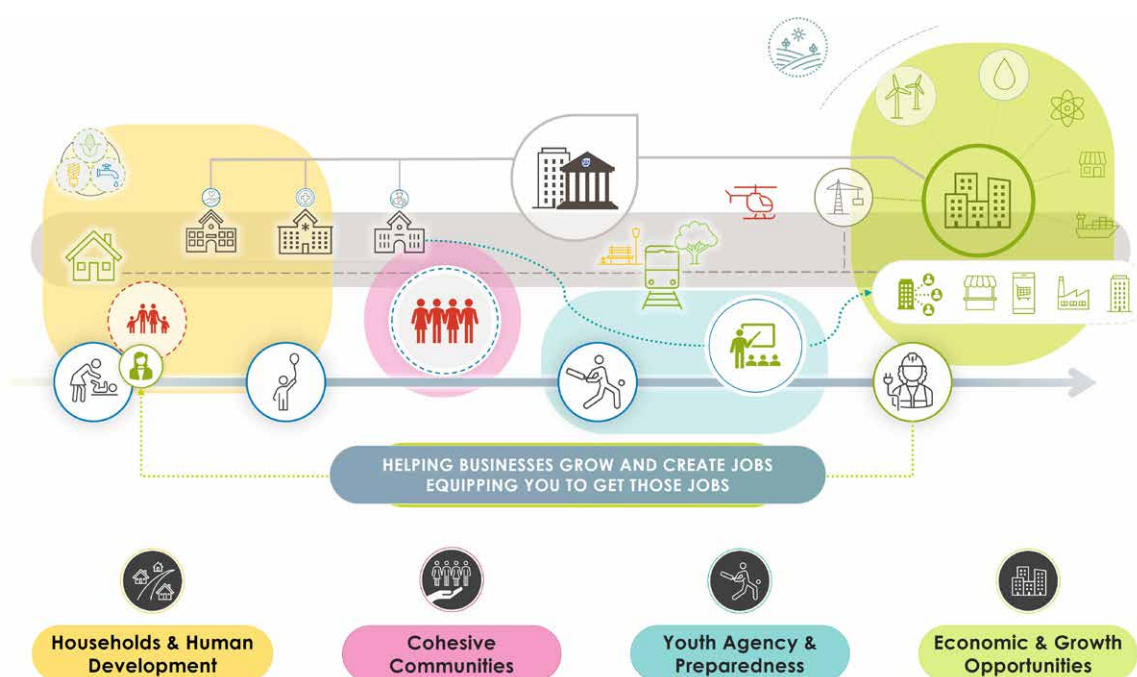 HELPING BUSINESSES GROW AND CREATE JOBS
EQUIPPING YOU TO GET THOSE JOBS
Households & Human
Development
Cohesive
Communities
Youth Agency &
Preparedness
Economic & Growth
Opportunities